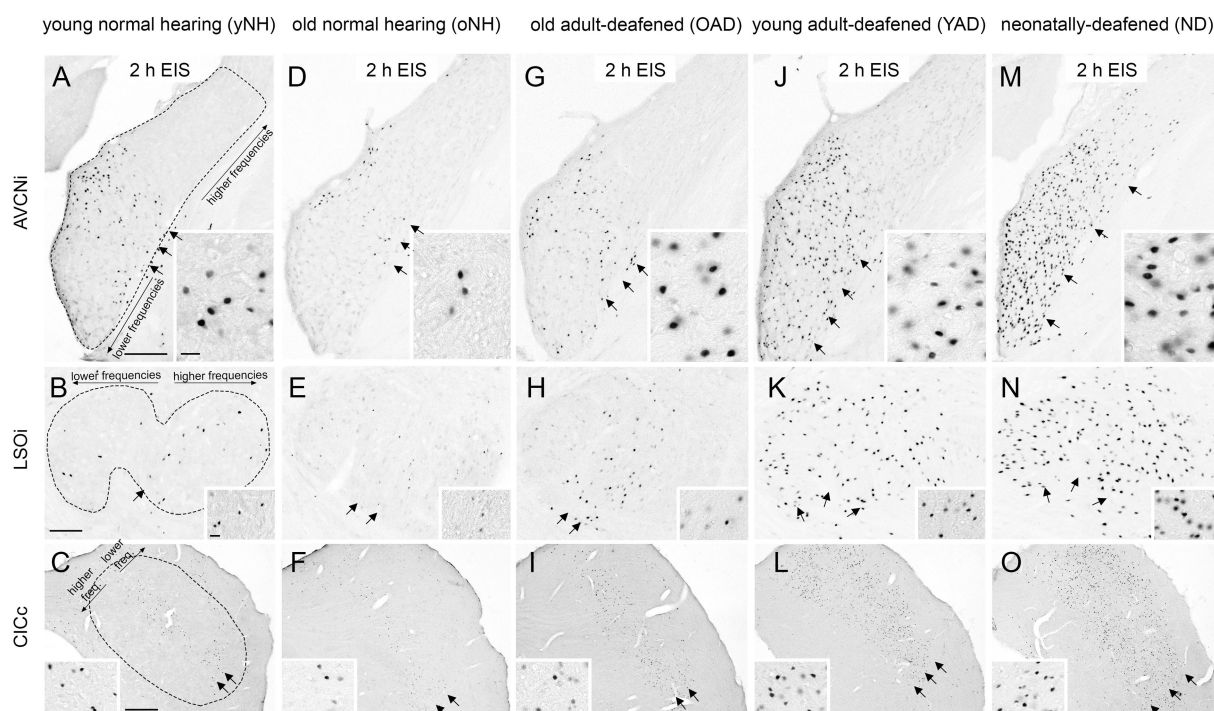 young normal hearing (yNH)
old normal hearing (oNH)
old adult-deafened (OAD)
young adult-deafened (YAD)
neonatally-deafened (ND)
AVCNi
A
2 h EIS
higher frequencies
lower frequencies
D
2 h EIS
G
2 h EIS
J
2 h EIS
M
2 h EIS
LSOi
B
lower frequencies
higher frequencies
E
H
K
N
CICc
C
higher
freq.
lower
freq.
F
I
L
O